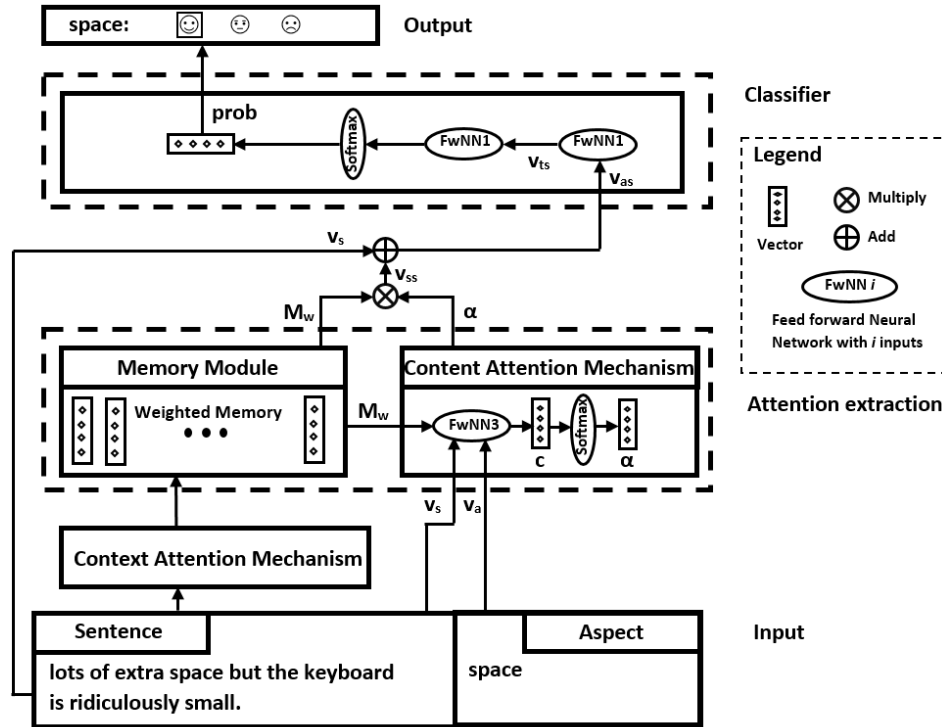 space:
Output
Classifier
prob
Softmax
FwNN1
FwNN1
v_ts
v_as
Legend
Vector
Multiply
Add
FwNN i
Feed forward Neural
Network with i inputs
v_s
v_ss
M_w
α
Memory Module
Content Attention Mechanism
Attention extraction
Weighted Memory
M_w
FwNN3
c
Softmax
α
v_s
v_a
Context Attention Mechanism
Sentence
Aspect
Input
lots of extra space but the keyboard
is ridiculously small.
space